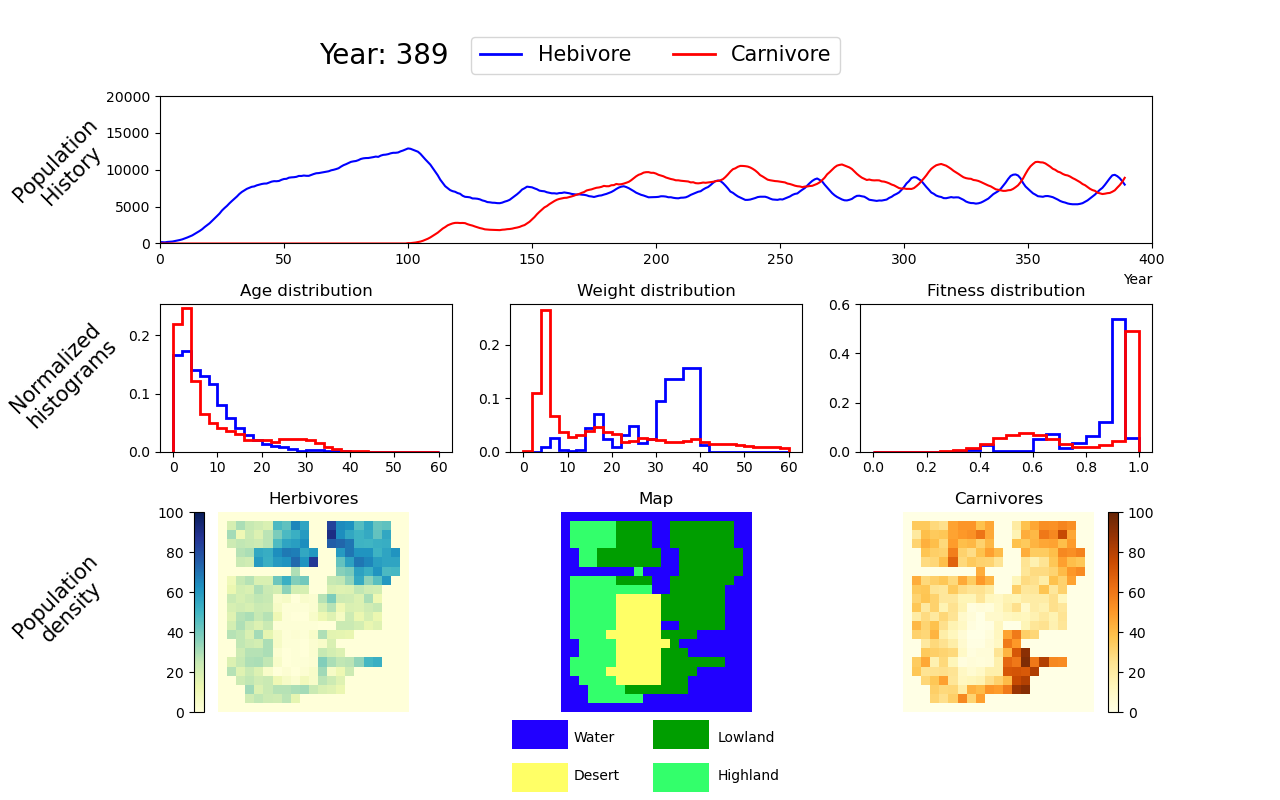 Year: 389
Hebivore
Carnivore
Population
History
20000
15000
10000
5000
0
0 50 100 150 200 250 300 350 400
Year
Normalized
histograms
Age distribution
0.2
0.1
0.0
0 10 20 30 40 50 60
Weight distribution
0.2
0.1
0.0
0 10 20 30 40 50 60
Fitness distribution
0.6
0.4
0.2
0.0
0.0 0.2 0.4 0.6 0.8 1.0
Population
density
Herbivores
100
80
60
40
20
0
Map
Carnivores
100
80
60
40
20
0
Water
Lowland
Desert
Highland